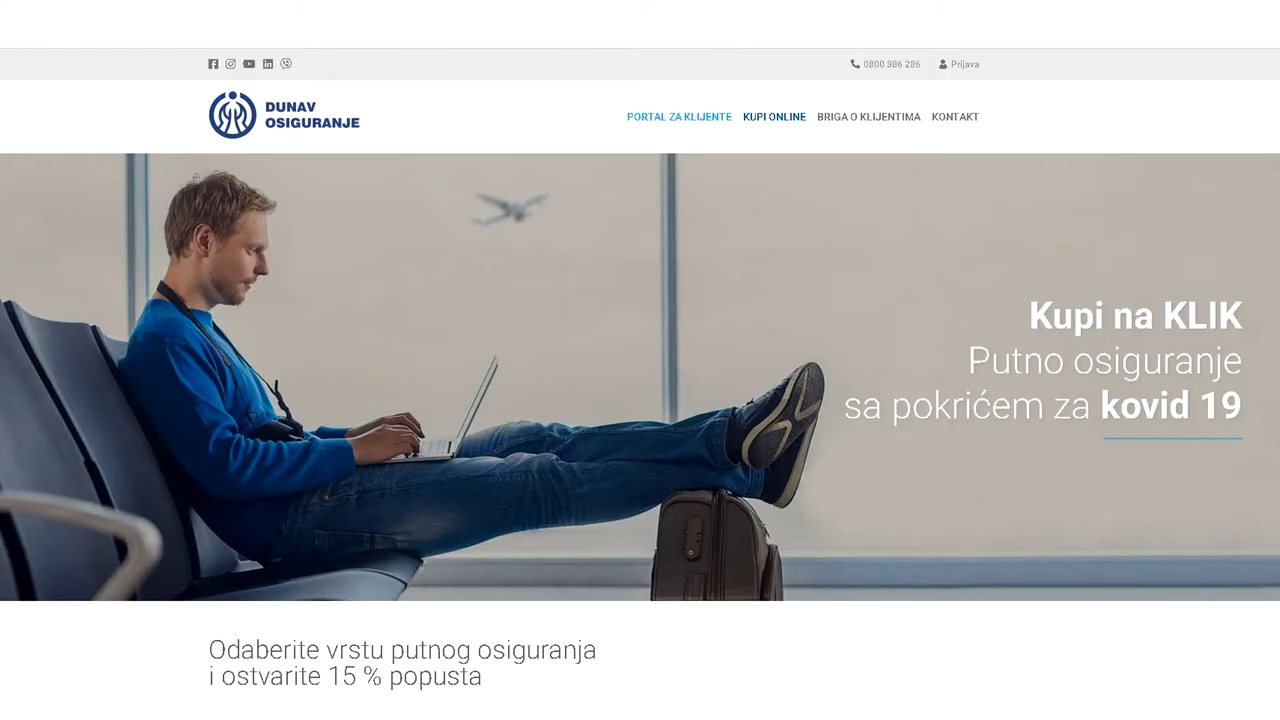 0800 386 286
Prijava
DUNAV
OSIGURANJE
PORTAL ZA KLIJENTE
KUPI ONLINE
BRIGA O KLIJENTIMA
KONTAKT
Kupi na KLIK
Putno osiguranje
sa pokrićem za kovid 19
Odaberite vrstu putnog osiguranja
i ostvarite 15 % popusta